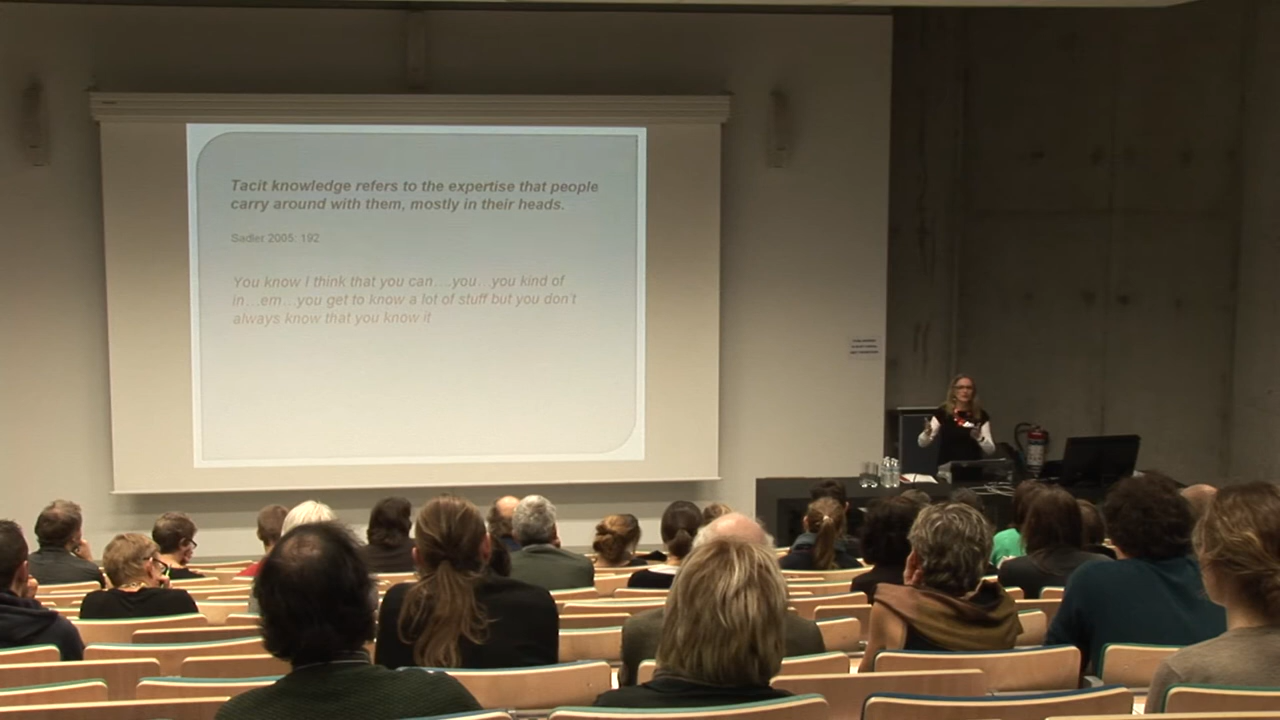 Tacit knowledge refers to the expertise that people
carry around with them, mostly in their heads.
Sadler 2005: 192
You know I think that you can....you...you kind of
in...em...you get to know a lot of stuff but you don't
always know that you know it